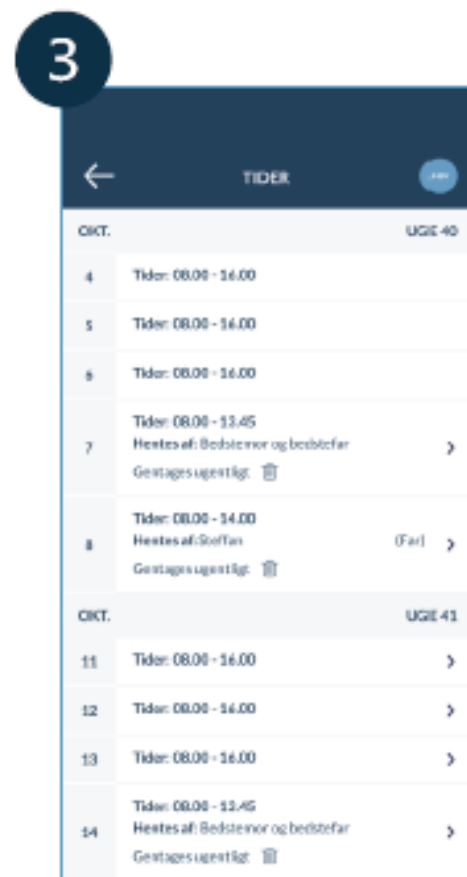 3
TIDER
OKT. UGE 40
4 Tider: 08.00 - 16.00
5 Tider: 08.00 - 16.00
6 Tider: 08.00 - 16.00
Tider: 08.00 - 13.45
7 Hentes af: Bedstemor og bedstefar
Gentages ugentligt
Tider: 08.00 - 14.00
8 Hentes af: Steffan (Far)
Gentages ugentligt
OKT. UGE 41
11 Tider: 08.00 - 16.00
12 Tider: 08.00 - 16.00
13 Tider: 08.00 - 16.00
Tider: 08.00 - 13.45
14 Hentes af: Bedstemor og bedstefar
Gentages ugentligt